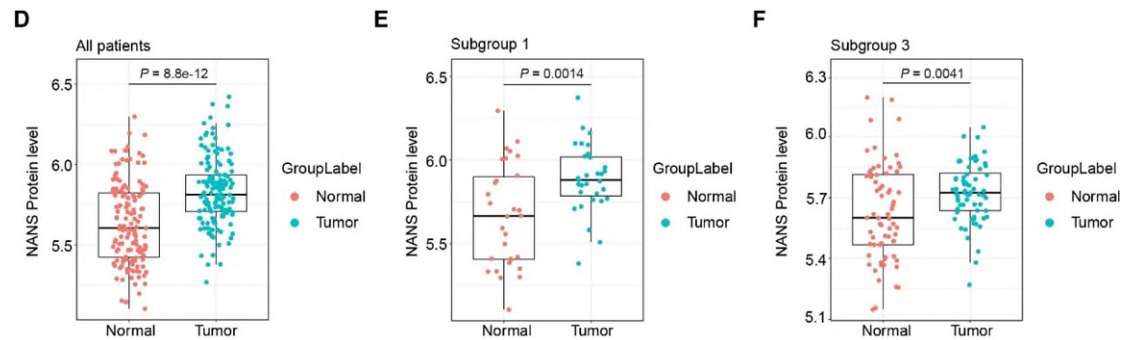 D
All patients
P = 8.8e-12
NANS Protein level
6.5
6.0
5.5
Normal
Tumor
GroupLabel
Normal
Tumor
E
Subgroup 1
P = 0.0014
NANS Protein level
6.5
6.0
5.5
Normal
Tumor
GroupLabel
Normal
Tumor
F
Subgroup 3
P = 0.0041
NANS Protein level
6.3
6.0
5.7
5.4
5.1
Normal
Tumor
GroupLabel
Normal
Tumor